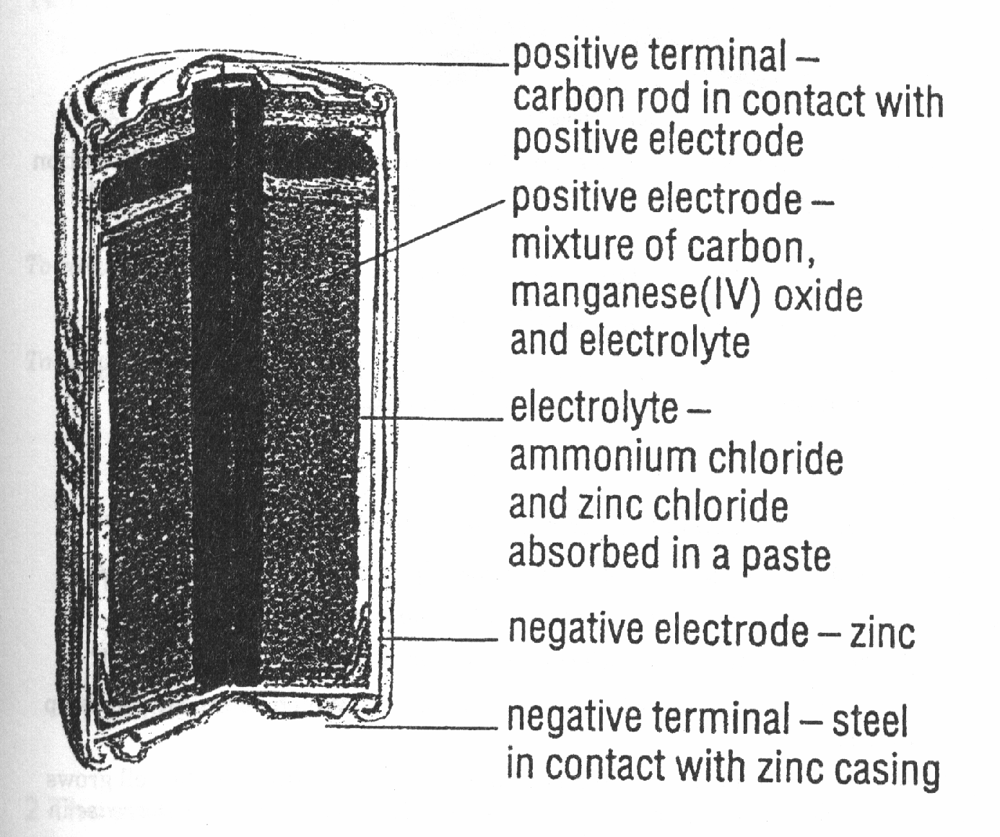 positive terminal –
carbon rod in contact with
positive electrode
positive electrode –
mixture of carbon,
manganese(IV) oxide
and electrolyte
electrolyte –
ammonium chloride
and zinc chloride
absorbed in a paste
negative electrode – zinc
negative terminal – steel
in contact with zinc casing